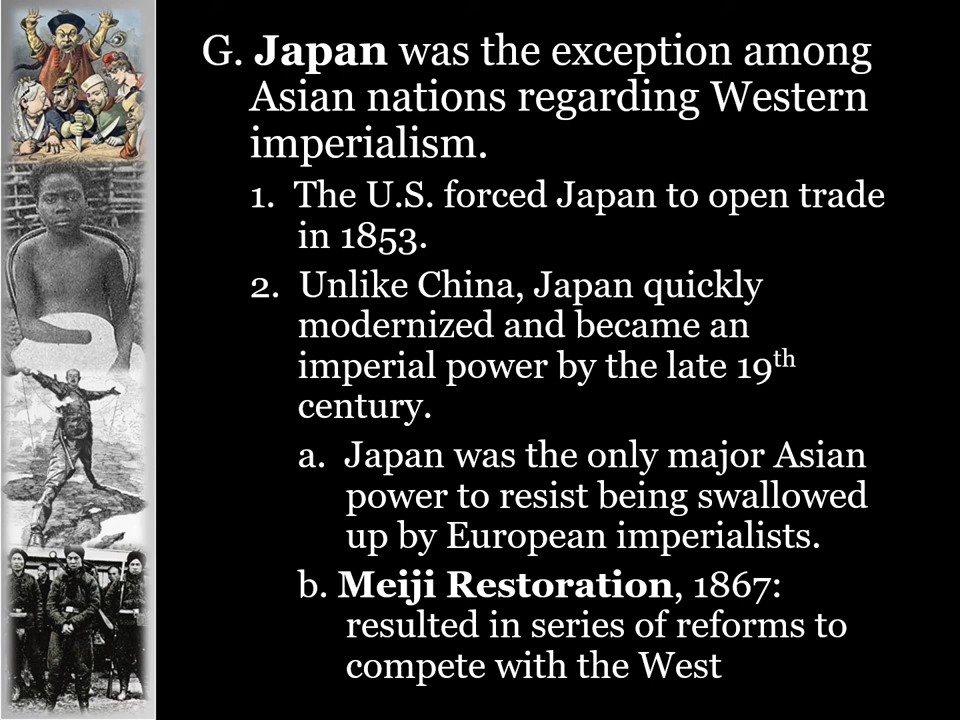 G. Japan was the exception among
Asian nations regarding Western
imperialism.
1. The U.S. forced Japan to open trade
in 1853.
2. Unlike China, Japan quickly
modernized and became an
imperial power by the late 19th
century.
a. Japan was the only major Asian
power to resist being swallowed
up by European imperialists.
b. Meiji Restoration, 1867:
resulted in series of reforms to
compete with the West